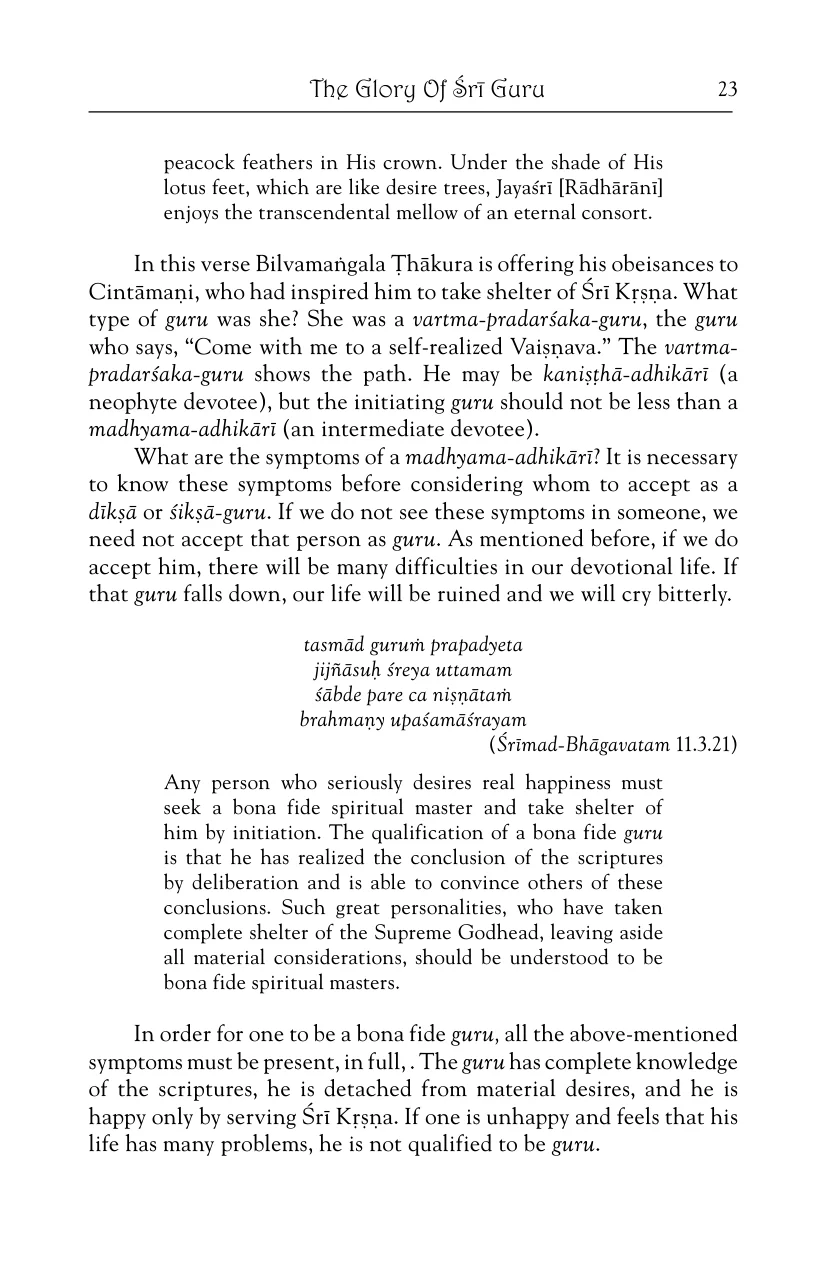 The Glory Of Śrī Guru 23
peacock feathers in His crown. Under the shade of His
lotus feet, which are like desire trees, Jayaśrī [Rādhārānī]
enjoys the transcendental mellow of an eternal consort.
In this verse Bilvamaṅgala Ṭhākura is offering his obeisances to
Cintāmaṇi, who had inspired him to take shelter of Śrī Kṛṣṇa. What
type of guru was she? She was a vartma-pradarśaka-guru, the guru
who says, “Come with me to a self-realized Vaiṣṇava.” The vartma-
pradarśaka-guru shows the path. He may be kaniṣṭhā-adhikārī (a
neophyte devotee), but the initiating guru should not be less than a
madhyama-adhikārī (an intermediate devotee).
What are the symptoms of a madhyama-adhikārī? It is necessary
to know these symptoms before considering whom to accept as a
dīkṣā or śikṣā-guru. If we do not see these symptoms in someone, we
need not accept that person as guru. As mentioned before, if we do
accept him, there will be many difficulties in our devotional life. If
that guru falls down, our life will be ruined and we will cry bitterly.
tasmād guruṁ prapadyeta
jijñāsuḥ śreya uttamam
śābde pare ca niṣṇātaṁ
brahmaṇy upaśamāśrayam
(Śrīmad-Bhāgavatam 11.3.21)
Any person who seriously desires real happiness must
seek a bona fide spiritual master and take shelter of
him by initiation. The qualification of a bona fide guru
is that he has realized the conclusion of the scriptures
by deliberation and is able to convince others of these
conclusions. Such great personalities, who have taken
complete shelter of the Supreme Godhead, leaving aside
all material considerations, should be understood to be
bona fide spiritual masters.
In order for one to be a bona fide guru, all the above-mentioned
symptoms must be present, in full, . The guru has complete knowledge
of the scriptures, he is detached from material desires, and he is
happy only by serving Śrī Kṛṣṇa. If one is unhappy and feels that his
life has many problems, he is not qualified to be guru.